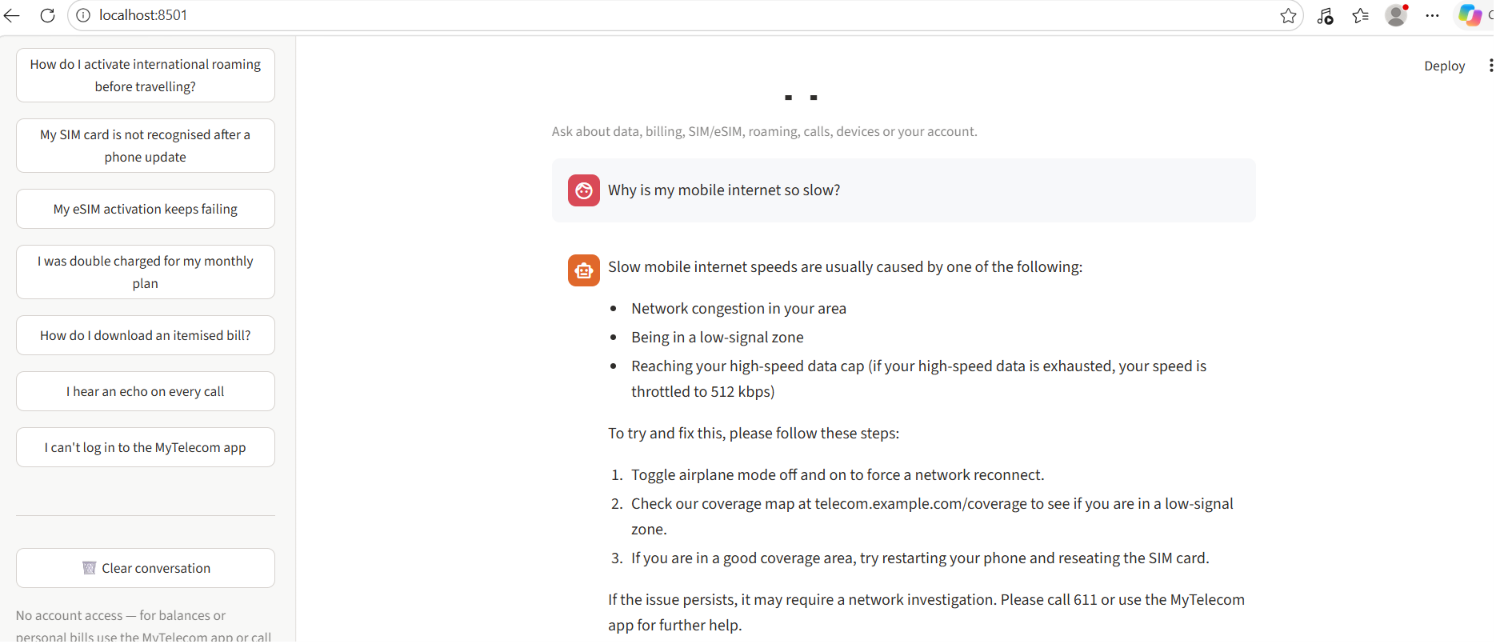 localhost:8501
How do I activate international roaming
before travelling?
My SIM card is not recognised after a
phone update
My eSIM activation keeps failing
I was double charged for my monthly
plan
How do I download an itemised bill?
I hear an echo on every call
I can't log in to the MyTelecom app
Clear conversation
No account access — for balances or
personal bills use the MyTelecom app or call
Deploy
Ask about data, billing, SIM/eSIM, roaming, calls, devices or your account.
Why is my mobile internet so slow?
Slow mobile internet speeds are usually caused by one of the following:
• Network congestion in your area
• Being in a low-signal zone
• Reaching your high-speed data cap (if your high-speed data is exhausted, your speed is
throttled to 512 kbps)
To try and fix this, please follow these steps:
1. Toggle airplane mode off and on to force a network reconnect.
2. Check our coverage map at telecom.example.com/coverage to see if you are in a low-signal
zone.
3. If you are in a good coverage area, try restarting your phone and reseating the SIM card.
If the issue persists, it may require a network investigation. Please call 611 or use the MyTelecom
app for further help.